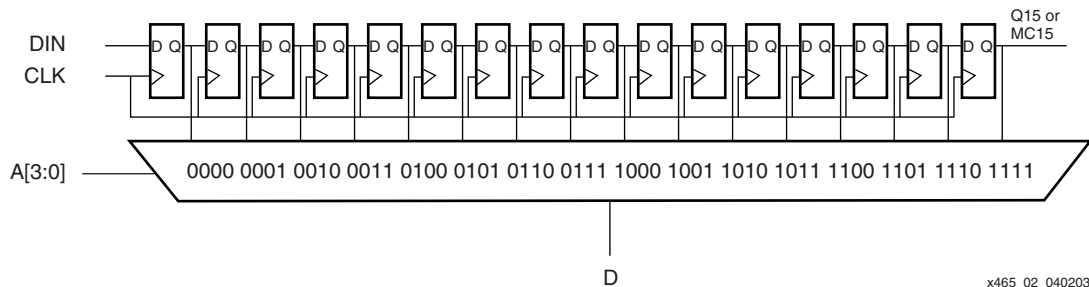 Q15 or
MC15
DIN
D Q D Q D Q D Q D Q D Q D Q D Q D Q D Q D Q D Q D Q D Q D Q D Q
CLK
A[3:0]
0000 0001 0010 0011 0100 0101 0110 0111 1000 1001 1010 1011 1100 1101 1110 1111
D
x465_02_040203